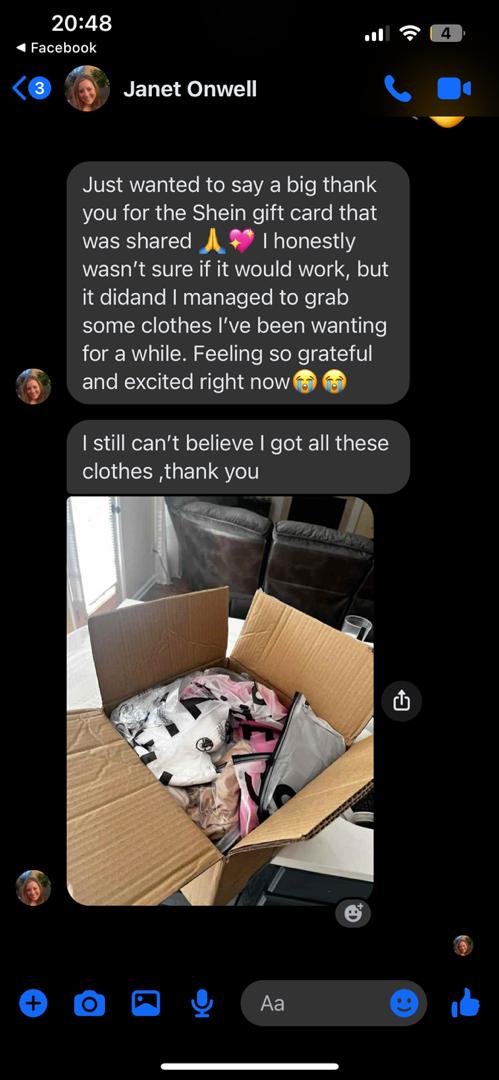 20:48
4
◀ Facebook
3
Janet Onwell
Just wanted to say a big thank
you for the Shein gift card that
was shared 🙏💖 I honestly
wasn't sure if it would work, but
it didand I managed to grab
some clothes I've been wanting
for a while. Feeling so grateful
and excited right now😭😭
I still can't believe I got all these
clothes ,thank you
Aa